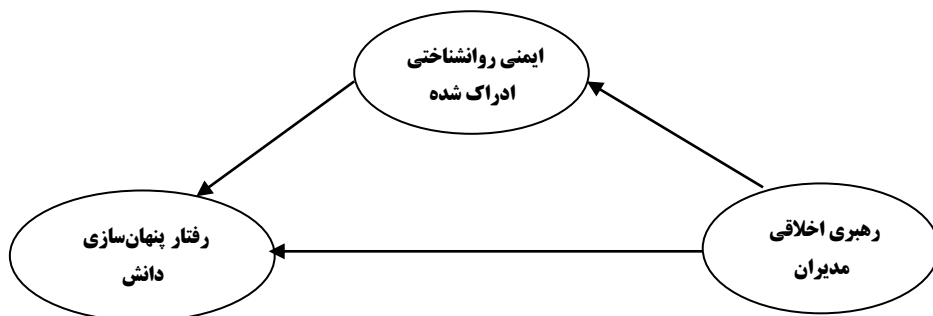 ایمنی روانشناختی
ادراک شده
رهبری اخلاقی
مدیران
رفتار پنهان‌سازی
دانش